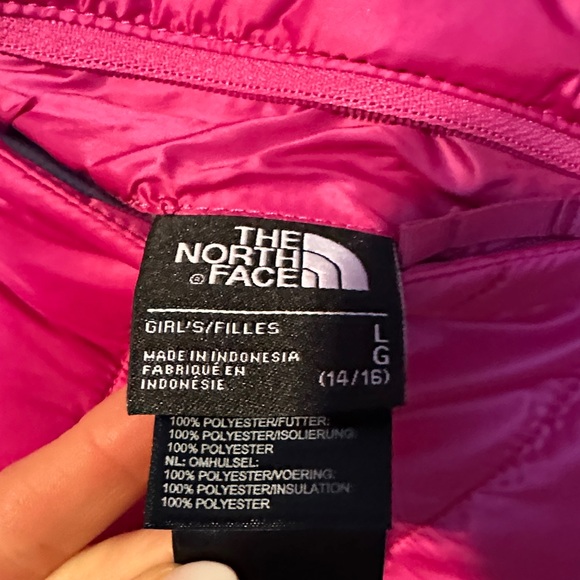 THE
NORTH
FACE
GIRL'S/FILLES L
MADE IN INDONESIA G
FABRIQUÉ EN (14/16)
INDONÉSIE
100% POLYESTER/FUTTER:
100% POLYESTER/ISOLIERUNG:
100% POLYESTER
NL: OMHULSEL:
100% POLYESTER/VOERING:
100% POLYESTER/INSULATION:
100% POLYESTER